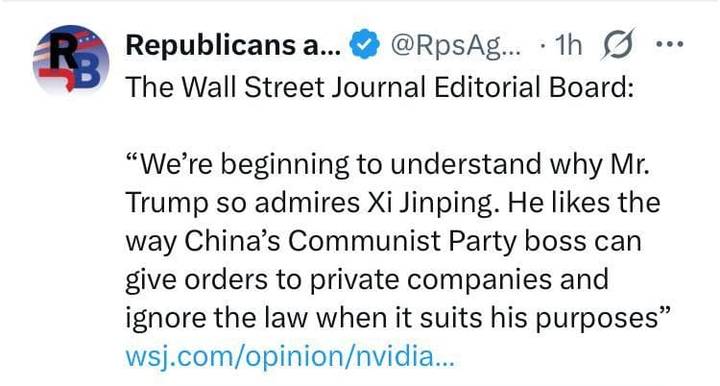 Republicans a... @RpsAg... · 1h
The Wall Street Journal Editorial Board:
“We’re beginning to understand why Mr.
Trump so admires Xi Jinping. He likes the
way China’s Communist Party boss can
give orders to private companies and
ignore the law when it suits his purposes”
wsj.com/opinion/nvidia...